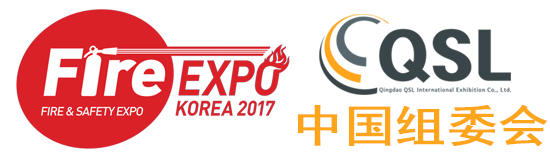 Fire EXPO
FIRE & SAFETY EXPO
KOREA 2017
QSL
Qingdao QSL International Exhibition Co., Ltd.
中国组委会